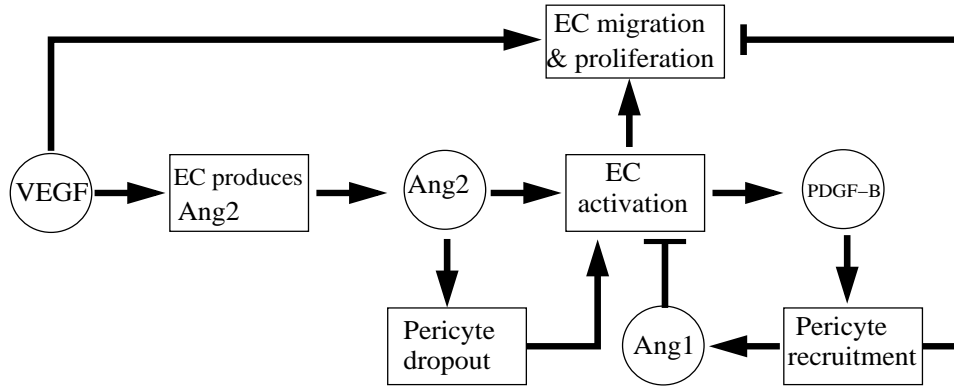 EC migration
& proliferation
VEGF
EC produces
Ang2
Ang2
EC
activation
PDGF–B
Pericyte
dropout
Ang1
Pericyte
recruitment